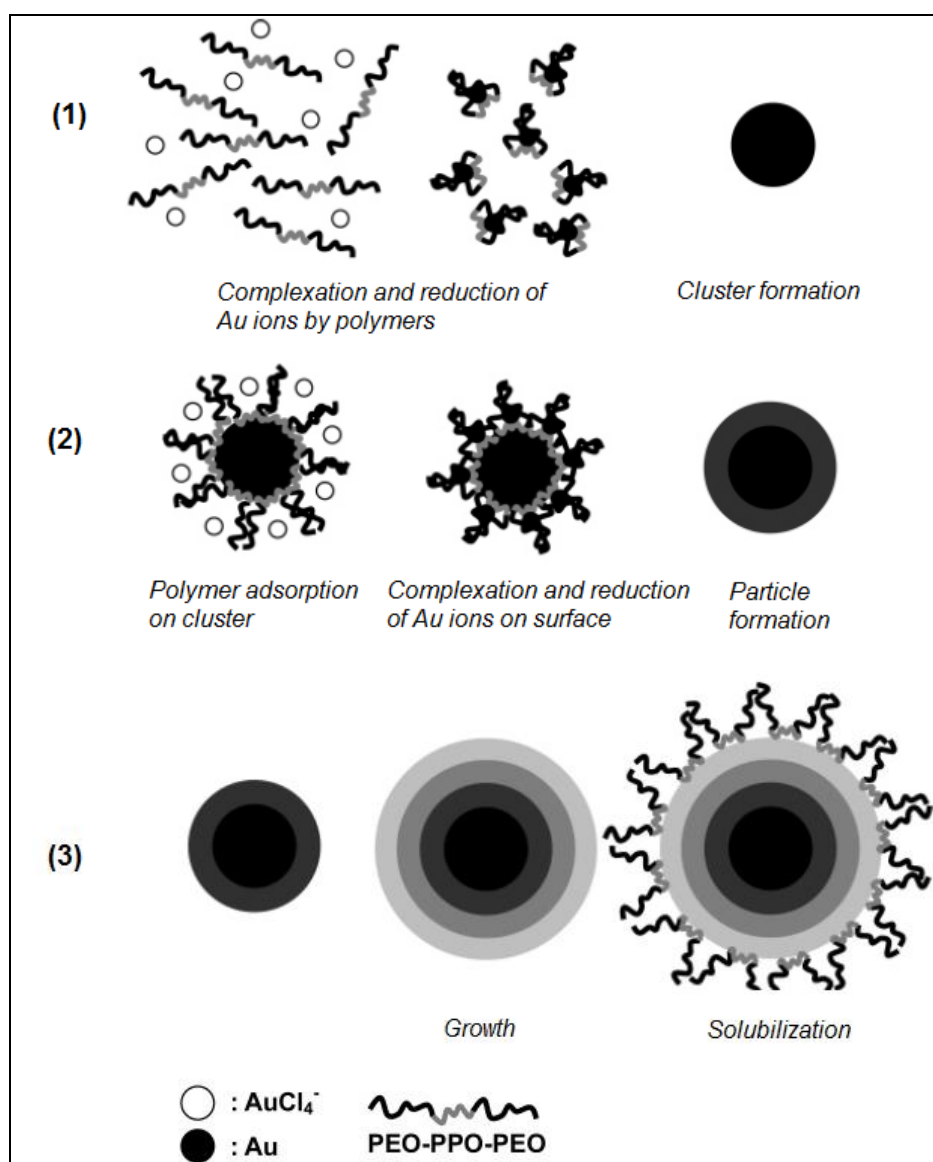 (1)
Complexation and reduction of
Au ions by polymers
Cluster formation
(2)
Polymer adsorption
on cluster
Complexation and reduction
of Au ions on surface
Particle
formation
(3)
Growth
Solubilization
: AuCl₄⁻
: Au
PEO-PPO-PEO